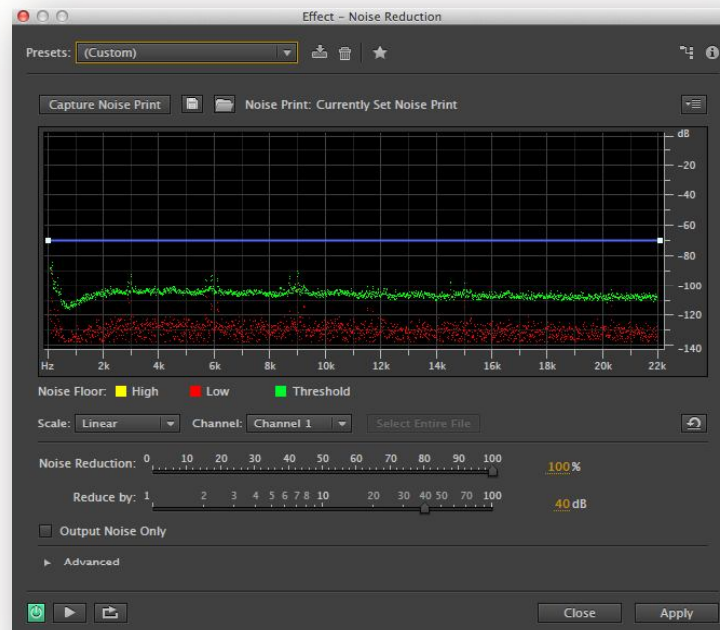 Effect – Noise Reduction
Presets: (Custom)
Capture Noise Print Noise Print: Currently Set Noise Print
dB
-20
-40
-60
-80
-100
-120
-140
Hz 2k 4k 6k 8k 10k 12k 14k 16k 18k 20k 22k
Noise Floor: High Low Threshold
Scale: Linear Channel: Channel 1 Select Entire File
Noise Reduction: 0 10 20 30 40 50 60 70 80 90 100 100 %
Reduce by: 1 2 3 4 5 6 7 8 10 20 30 40 50 70 100 40 dB
Output Noise Only
Advanced
Close Apply